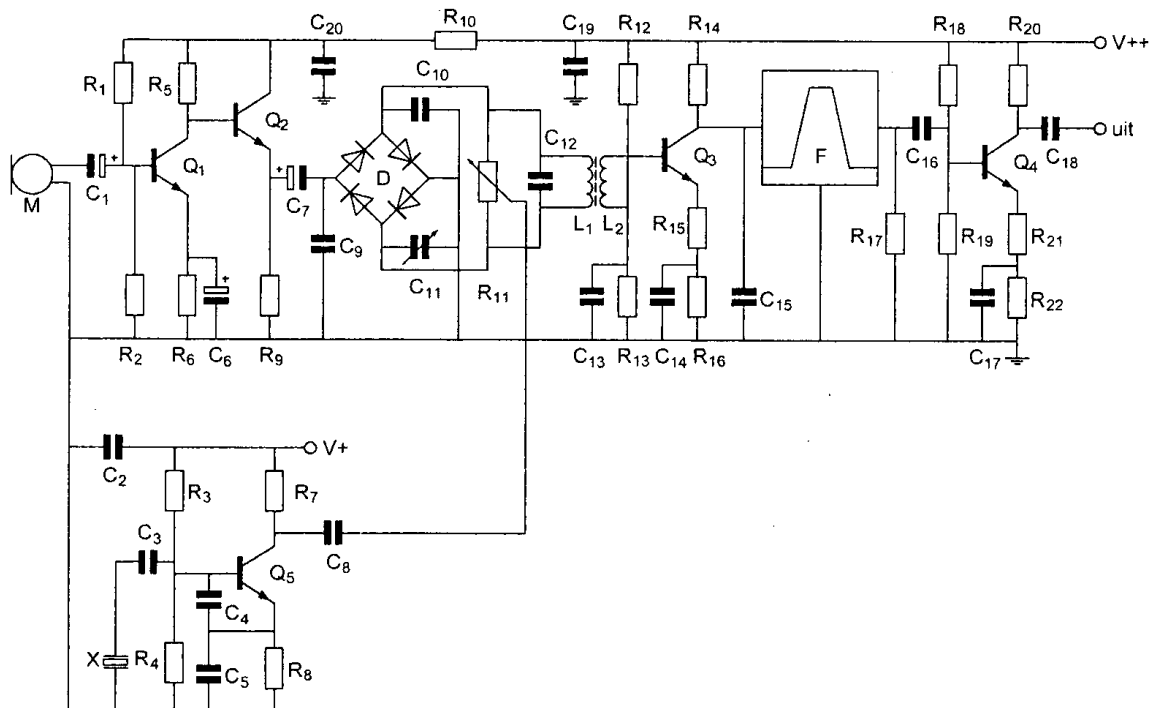 C20 R10 C19 R12 R14 R18 R20
V++
R1 R5 C10
Q2 C12 uit
Q1 D Q3 F C16 Q4 C18
M C1 C7
C9 L1 L2 R15 R17 R19 R21
C11 R11 C15 R22
R2 R6 C6 R9 C13 R13 C14 R16 C17
+ + +
V+
C2
R3 R7
C3 C8
Q5
C4
X R4 C5 R8